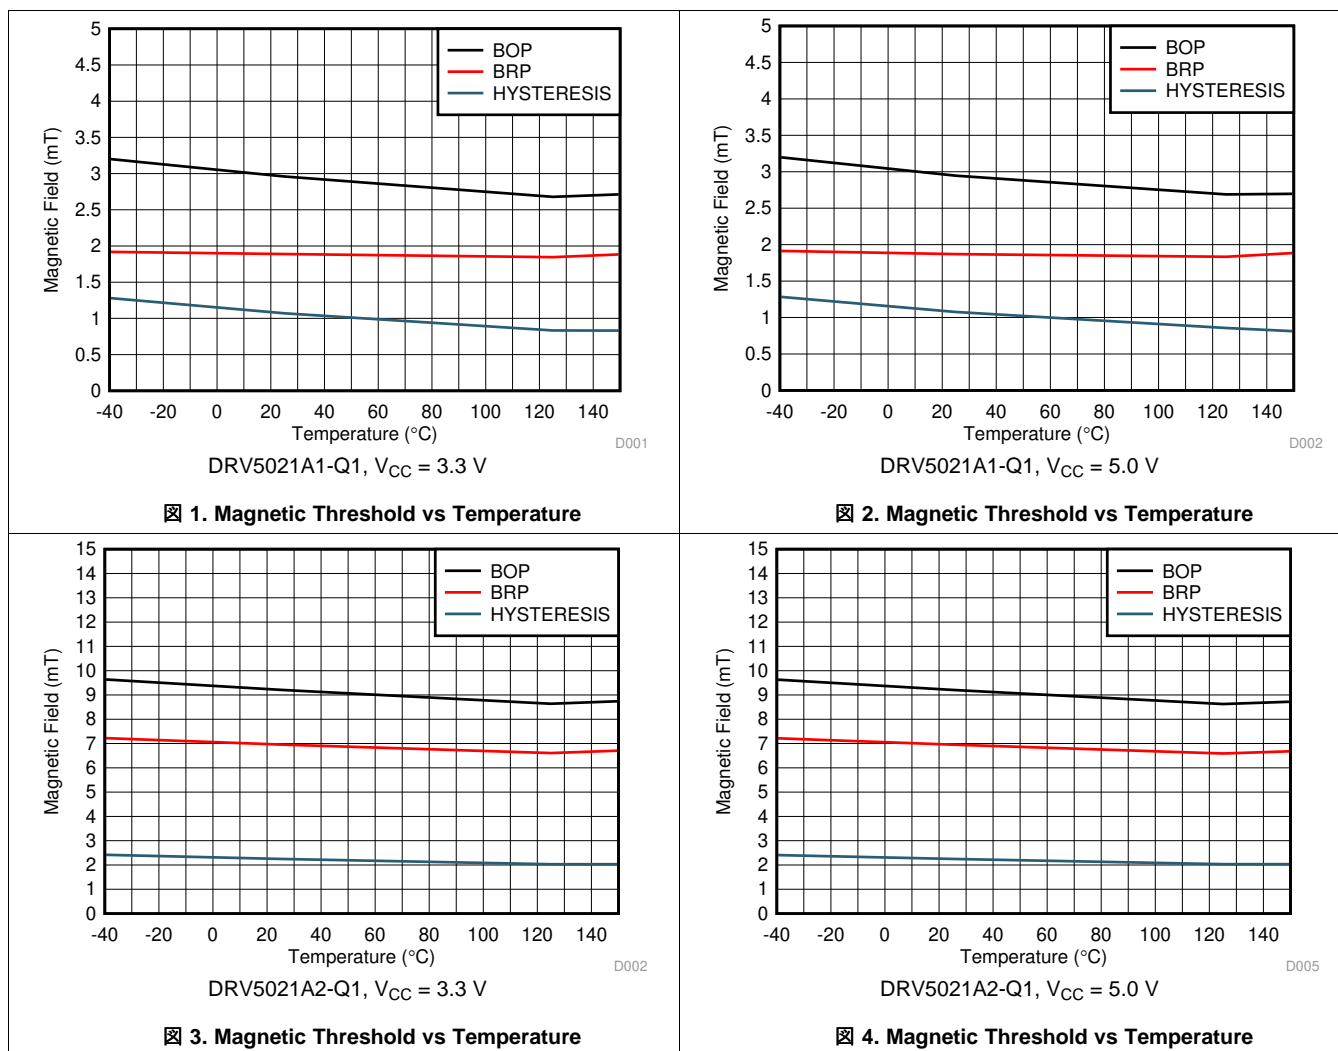 5
4.5
4
3.5
3
2.5
2
1.5
1
0.5
0
Magnetic Field (mT)
BOP
BRP
HYSTERESIS
-40 -20 0 20 40 60 80 100 120 140
Temperature (°C)
D001
DRV5021A1-Q1, VCC = 3.3 V
図 1. Magnetic Threshold vs Temperature
5
4.5
4
3.5
3
2.5
2
1.5
1
0.5
0
Magnetic Field (mT)
BOP
BRP
HYSTERESIS
-40 -20 0 20 40 60 80 100 120 140
Temperature (°C)
D002
DRV5021A1-Q1, VCC = 5.0 V
図 2. Magnetic Threshold vs Temperature
15
14
13
12
11
10
9
8
7
6
5
4
3
2
1
0
Magnetic Field (mT)
BOP
BRP
HYSTERESIS
-40 -20 0 20 40 60 80 100 120 140
Temperature (°C)
D002
DRV5021A2-Q1, VCC = 3.3 V
図 3. Magnetic Threshold vs Temperature
15
14
13
12
11
10
9
8
7
6
5
4
3
2
1
0
Magnetic Field (mT)
BOP
BRP
HYSTERESIS
-40 -20 0 20 40 60 80 100 120 140
Temperature (°C)
D005
DRV5021A2-Q1, VCC = 5.0 V
図 4. Magnetic Threshold vs Temperature